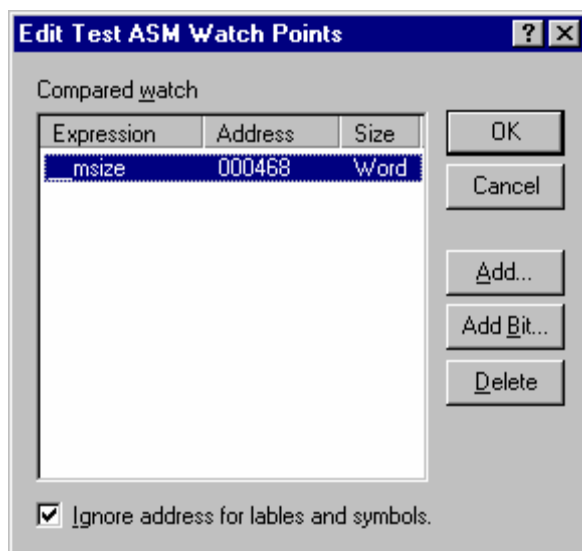 Edit Test ASM Watch Points
Compared watch
Expression Address Size
__msize 000468 Word
OK
Cancel
Add...
Add Bit...
Delete
Ignore address for lables and symbols.